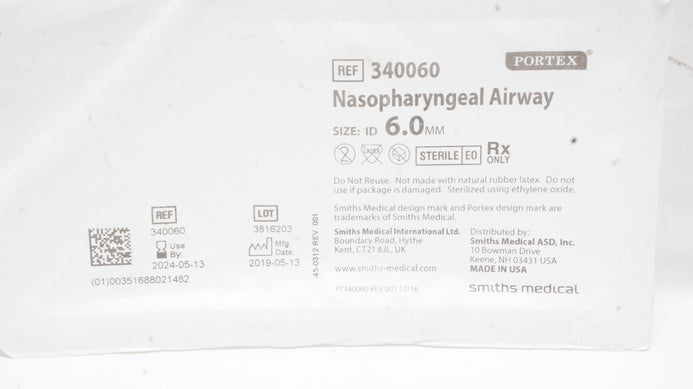 PORTEX®
REF 340060
Nasopharyngeal Airway
SIZE: ID 6.0MM
2 LATEX STERILE EO Rx ONLY
Do Not Reuse. Not made with natural rubber latex. Do not
use if package is damaged. Sterilized using ethylene oxide.
Smiths Medical design mark and Portex design mark are
trademarks of Smiths Medical.
Smiths Medical International Ltd.
Boundary Road, Hythe
Kent, CT21 6JL, UK
www.smiths-medical.com
Distributed by:
Smiths Medical ASD, Inc.
10 Bowman Drive
Keene, NH 03431 USA
MADE IN USA
PT340060 REV.001 12/16
smiths medical
45-0312 REV. 001
REF
340060
Use
By:
2024-05-13
LOT
3816203
Mfg.
Date:
2019-05-13
(01)00351688021482